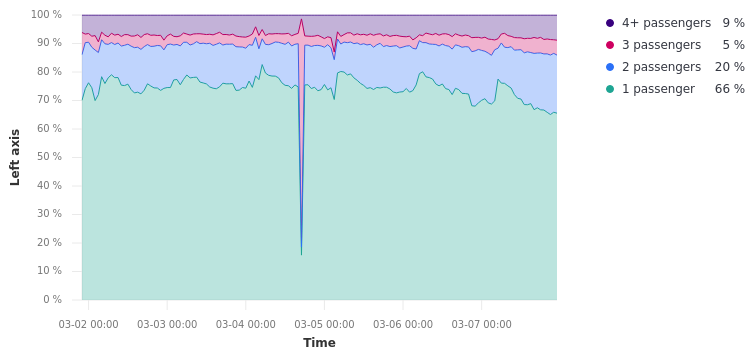 100 %
90 %
80 %
70 %
60 %
50 %
40 %
30 %
20 %
10 %
0 %
Left axis
03-02 00:00 03-03 00:00 03-04 00:00 03-05 00:00 03-06 00:00 03-07 00:00
Time
4+ passengers 9 %
3 passengers 5 %
2 passengers 20 %
1 passenger 66 %